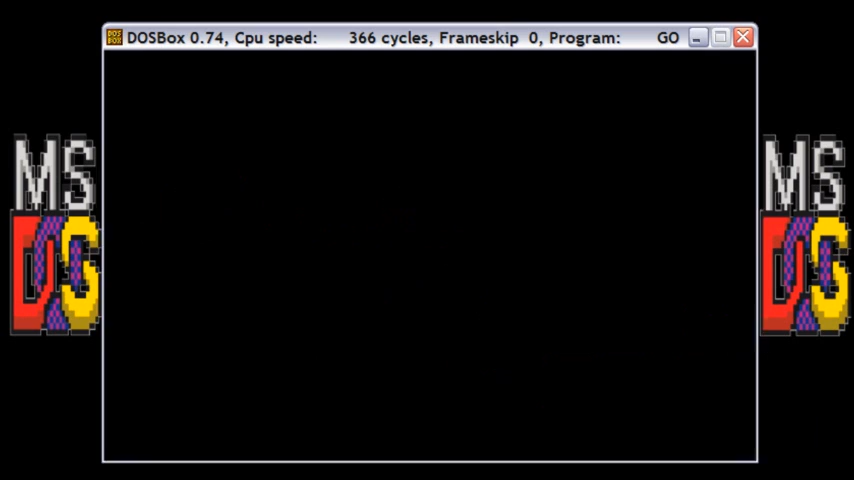 DOSBox 0.74, Cpu speed: 366 cycles, Frameskip 0, Program: GO
MS
DOS
MS
DOS